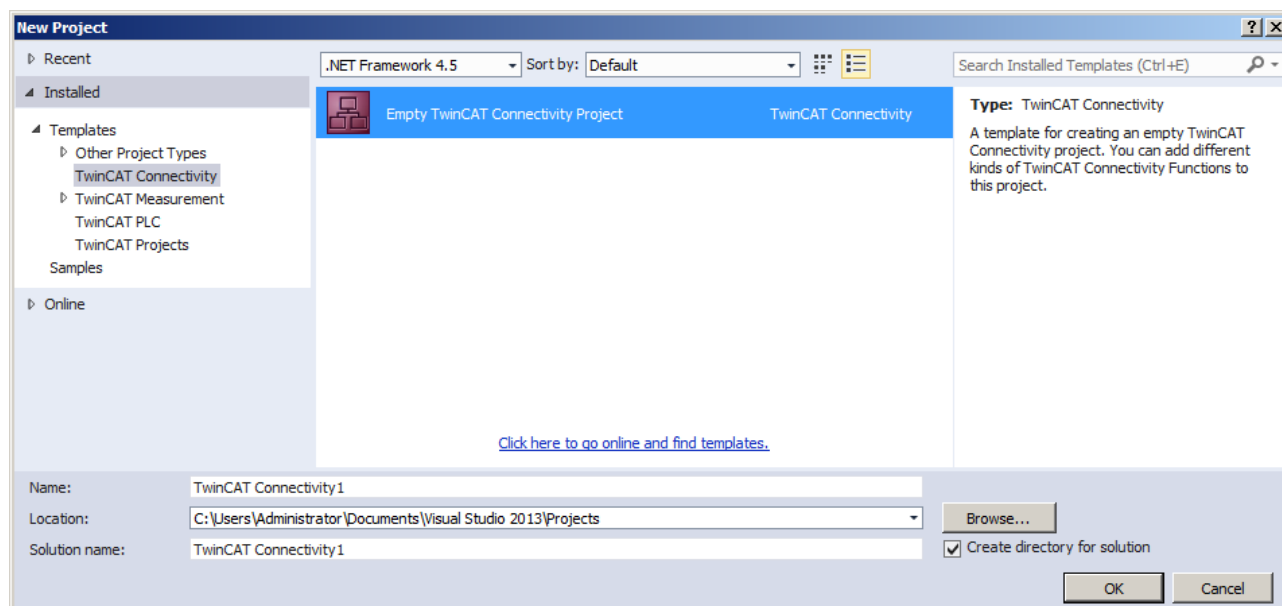 New Project
Recent
Installed
Templates
Other Project Types
TwinCAT Connectivity
TwinCAT Measurement
TwinCAT PLC
TwinCAT Projects
Samples
Online
.NET Framework 4.5 Sort by: Default
Empty TwinCAT Connectivity Project TwinCAT Connectivity
Click here to go online and find templates.
Search Installed Templates (Ctrl+E)
Type: TwinCAT Connectivity
A template for creating an empty TwinCAT
Connectivity project. You can add different
kinds of TwinCAT Connectivity Functions to
this project.
Name: TwinCAT Connectivity1
Location: C:\Users\Administrator\Documents\Visual Studio 2013\Projects Browse...
Solution name: TwinCAT Connectivity1 Create directory for solution
OK Cancel